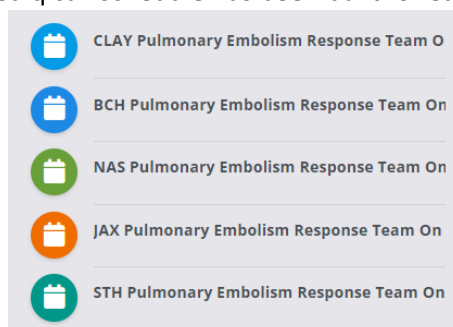 CLAY Pulmonary Embolism Response Team O
BCH Pulmonary Embolism Response Team On
NAS Pulmonary Embolism Response Team On
JAX Pulmonary Embolism Response Team On
STH Pulmonary Embolism Response Team On